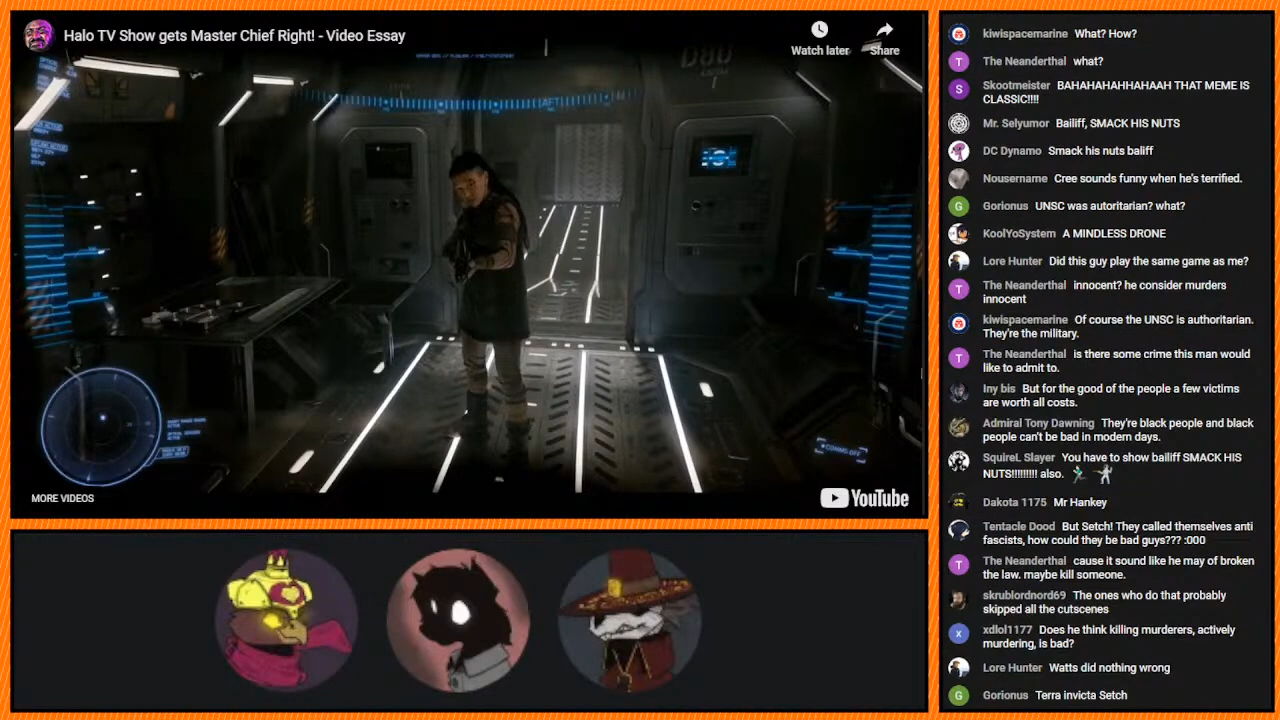 Halo TV Show gets Master Chief Right! - Video Essay
Watch later
Share
AFT
COMING OFF
MORE VIDEOS
YouTube
kiwispacemarine What? How?
The Neanderthal what?
Skootmeister BAHAHAHAHHAHAAH THAT MEME IS
CLASSIC!!!!
Mr. Selyumor Bailiff, SMACK HIS NUTS
DC Dynamo Smack his nuts baliff
Nousername Cree sounds funny when he's terrified.
G Gorionus UNSC was autoritarian? what?
KoolYoSystem A MINDLESS DRONE
Lore Hunter Did this guy play the same game as me?
T The Neanderthal innocent? he consider murders
innocent
kiwispacemarine Of course the UNSC is authoritarian.
They're the military.
T The Neanderthal is there some crime this man would
like to admit to.
Iny bis But for the good of the people a few victims
are worth all costs.
Admiral Tony Dawning They're black people and black
people can't be bad in modern days.
SquireL Slayer You have to show bailiff SMACK HIS
NUTS!!!!!!!!! also.
Dakota 1175 Mr Hankey
Tentacle Dood But Setch! They called themselves anti
fascists, how could they be bad guys??? :000
T The Neanderthal cause it sound like he may of broken
the law. maybe kill someone.
skrublordnord69 The ones who do that probably
skipped all the cutscenes
x xdlol1177 Does he think killing murderers, actively
murdering, is bad?
Lore Hunter Watts did nothing wrong
G Gorionus Terra invicta Setch